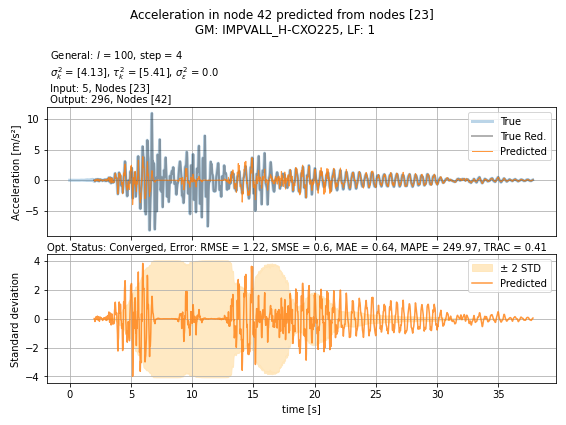 Acceleration in node 42 predicted from nodes [23]
GM: IMPVALL_H-CXO225, LF: 1
General: l = 100, step = 4
σ²ₖ = [4.13], τ²ₖ = [5.41], σ²ε = 0.0
Input: 5, Nodes [23]
Output: 296, Nodes [42]
Acceleration [m/s²]
10
5
0
−5
True
True Red.
Predicted
Opt. Status: Converged, Error: RMSE = 1.22, SMSE = 0.6, MAE = 0.64, MAPE = 249.97, TRAC = 0.41
Standard deviation
4
2
0
−2
−4
± 2 STD
Predicted
0 5 10 15 20 25 30 35
time [s]